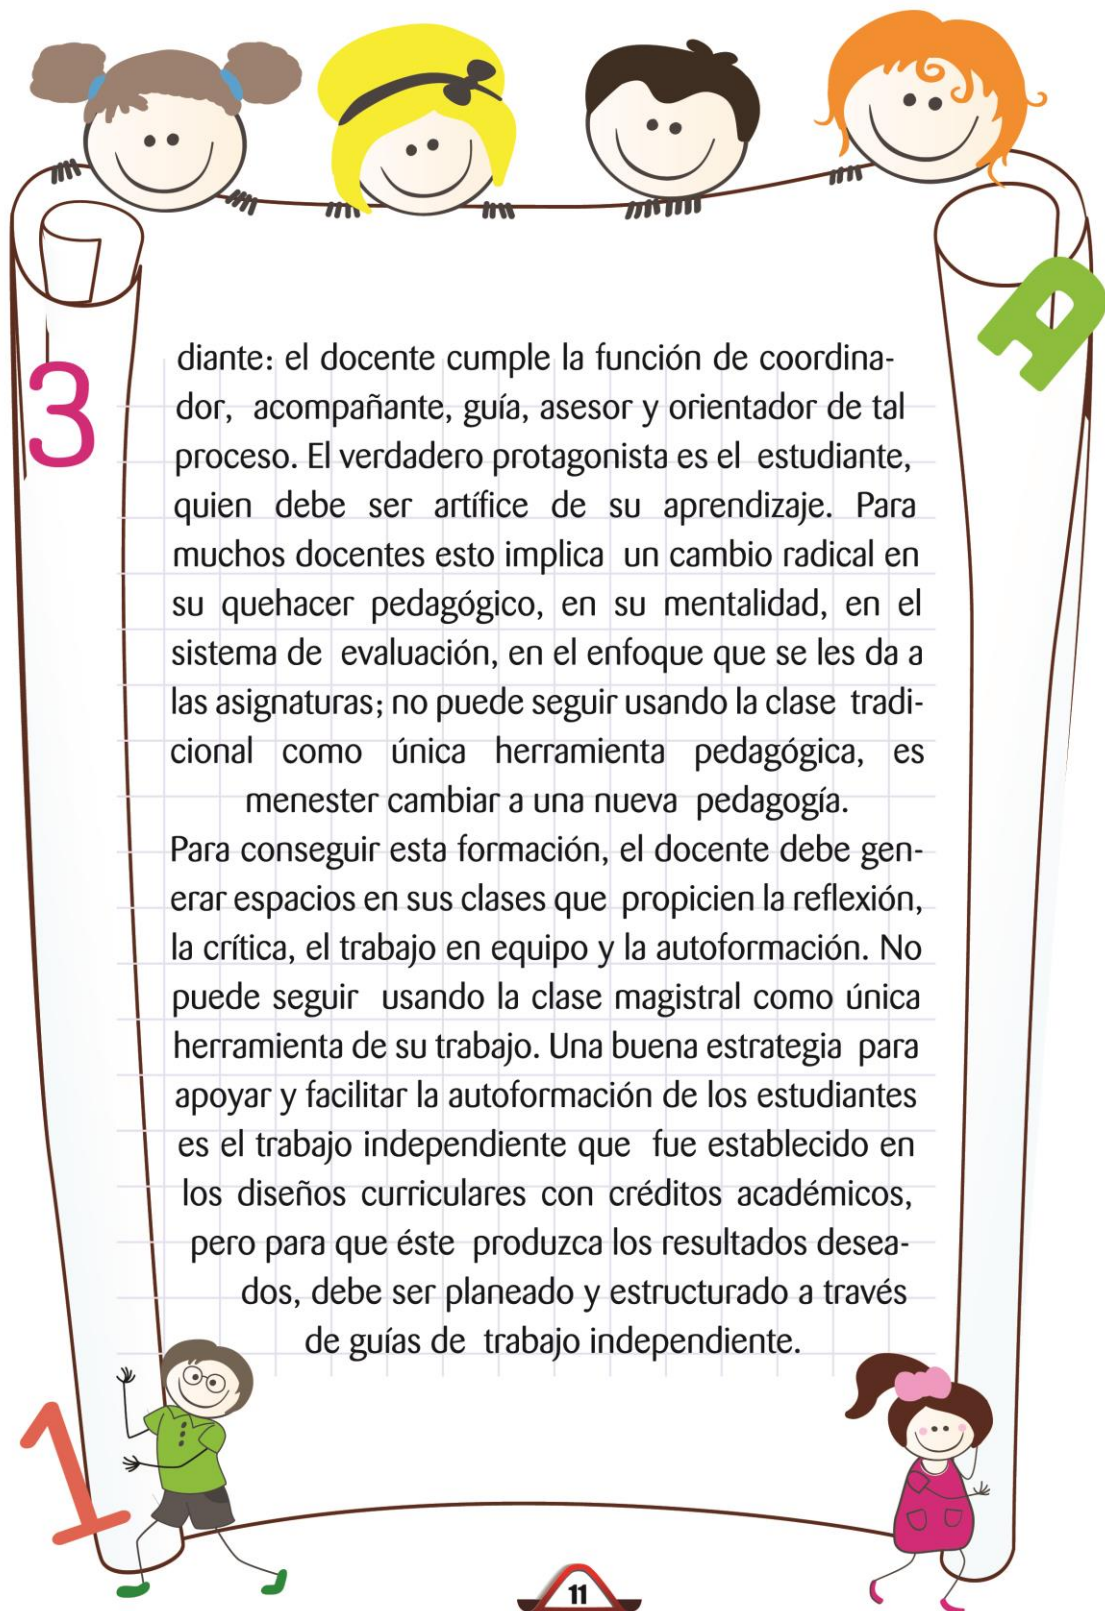 3
A
diante: el docente cumple la función de coordina-
dor, acompañante, guía, asesor y orientador de tal
proceso. El verdadero protagonista es el estudiante,
quien debe ser artífice de su aprendizaje. Para
muchos docentes esto implica un cambio radical en
su quehacer pedagógico, en su mentalidad, en el
sistema de evaluación, en el enfoque que se les da a
las asignaturas; no puede seguir usando la clase tradi-
cional como única herramienta pedagógica, es
menester cambiar a una nueva pedagogía.
Para conseguir esta formación, el docente debe gen-
erar espacios en sus clases que propicien la reflexión,
la crítica, el trabajo en equipo y la autoformación. No
puede seguir usando la clase magistral como única
herramienta de su trabajo. Una buena estrategia para
apoyar y facilitar la autoformación de los estudiantes
es el trabajo independiente que fue establecido en
los diseños curriculares con créditos académicos,
pero para que éste produzca los resultados desea-
dos, debe ser planeado y estructurado a través
de guías de trabajo independiente.
1
11